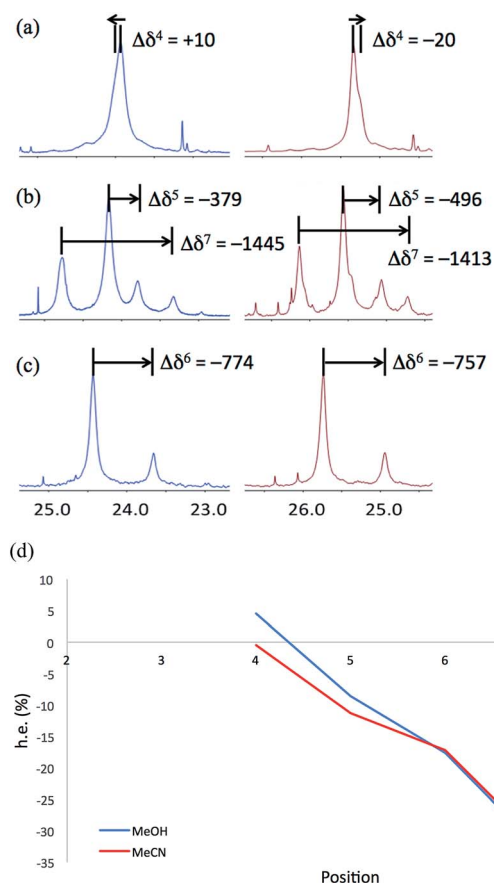 (a)
Δδ⁴ = +10
Δδ⁴ = –20
(b)
Δδ⁵ = –379
Δδ⁷ = –1445
Δδ⁵ = –496
Δδ⁷ = –1413
(c)
Δδ⁶ = –774
Δδ⁶ = –757
25.0 24.0 23.0
26.0 25.0
(d)
h.e. (%)
10
5
0
-5
-10
-15
-20
-25
-30
-35
2 3 4 5 6
MeOH
MeCN
Position